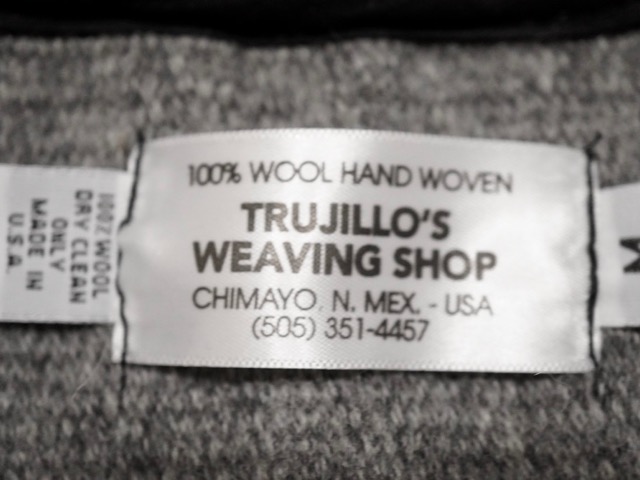 100% WOOL HAND WOVEN
TRUJILLO'S
WEAVING SHOP
CHIMAYO, N. MEX. - USA
(505) 351-4457
100% WOOL
DRY CLEAN
ONLY
MADE IN
U.S.A.
M